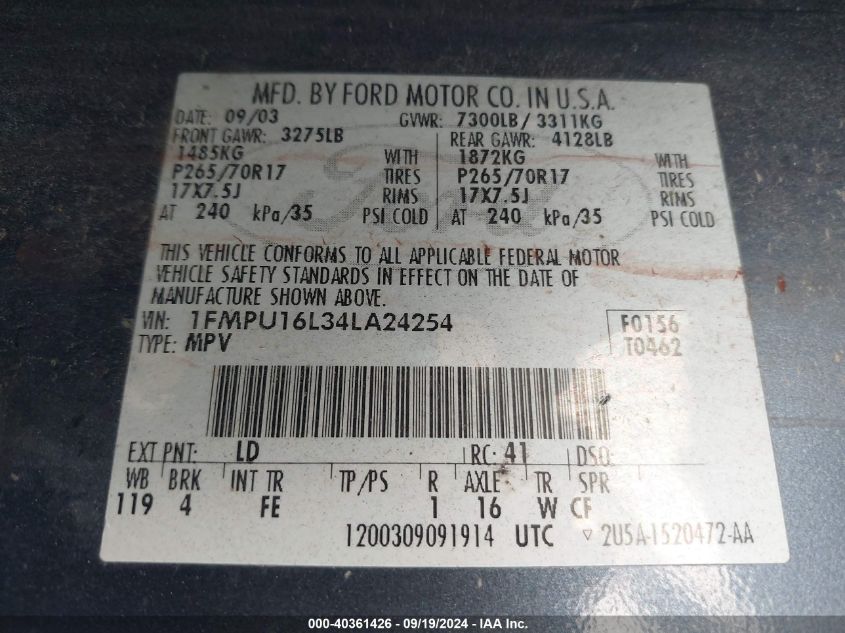 MFD. BY FORD MOTOR CO. IN U.S.A.
DATE: 09/03 GVWR: 7300LB/ 3311KG
FRONT GAWR: 3275LB REAR GAWR: 4128LB
1485KG WITH 1872KG WITH
P265/70R17 TIRES P265/70R17 TIRES
17X7.5J RIMS 17X7.5J RIMS
AT 240 kPa/35 PSI COLD AT 240 kPa/35 PSI COLD
THIS VEHICLE CONFORMS TO ALL APPLICABLE FEDERAL MOTOR
VEHICLE SAFETY STANDARDS IN EFFECT ON THE DATE OF
MANUFACTURE SHOWN ABOVE.
VIN: 1FMPU16L34LA24254 F0156
TYPE: MPV T0462
EXT PNT: LD RC: 41 DSO:
WB BRK INT TR TP/PS R AXLE TR SPR
119 4 FE 1 16 W CF
1200309091914 UTC ▽ 2U5A-1520472-AA
000-40361426 - 09/19/2024 - IAA Inc.